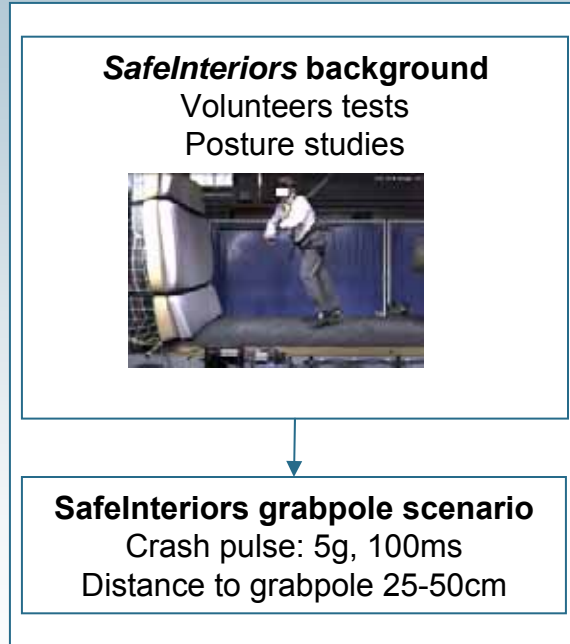 SafeInteriors background
Volunteers tests
Posture studies
SafeInteriors grabpole scenario
Crash pulse: 5g, 100ms
Distance to grabpole 25-50cm